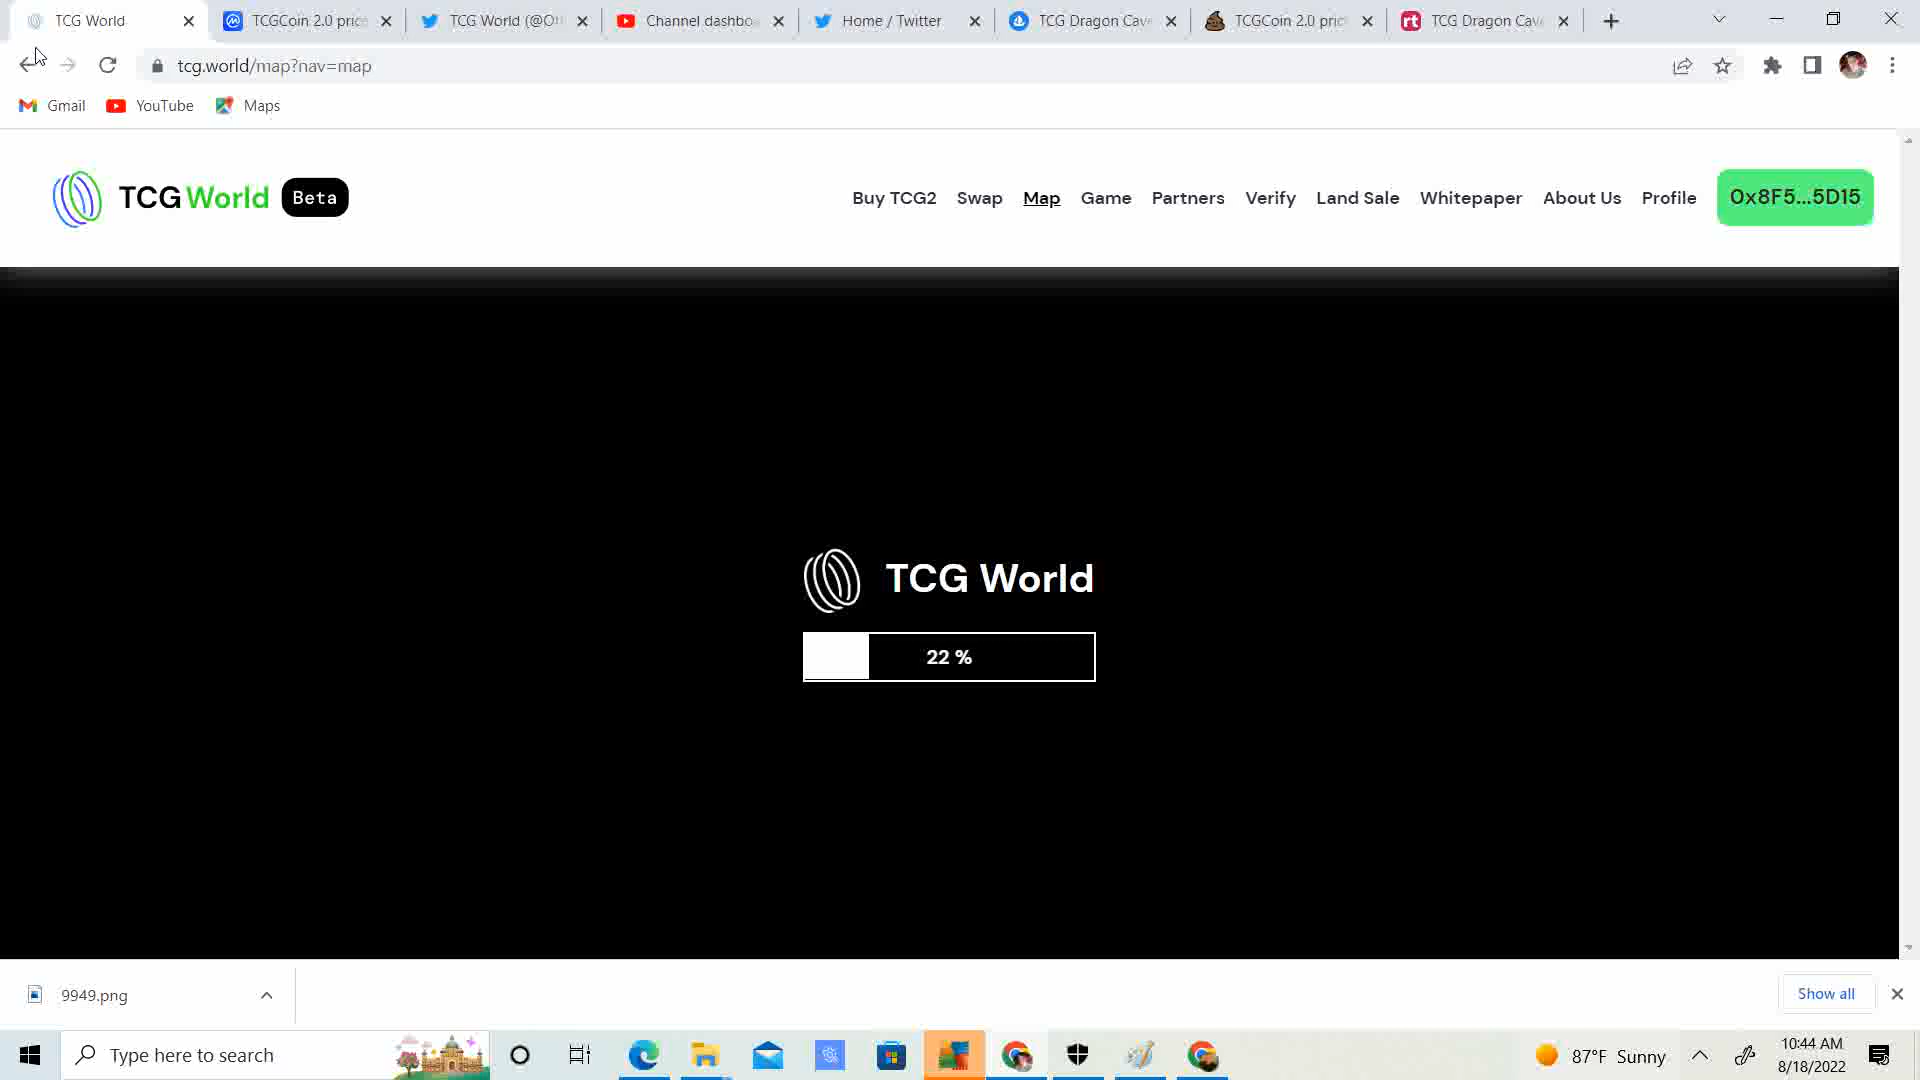 TCG World
TCGCoin 2.0 pric
TCG World (@O
Channel dashbo
Home / Twitter
TCG Dragon Cav
TCGCoin 2.0 pric
rt
TCG Dragon Cav
tcg.world/map?nav=map
Gmail
YouTube
Maps
TCG World Beta
Buy TCG2
Swap
Map
Game
Partners
Verify
Land Sale
Whitepaper
About Us
Profile
0x8F5...5D15
TCG World
22 %
9949.png
Show all
Type here to search
87°F Sunny
10:44 AM
8/18/2022